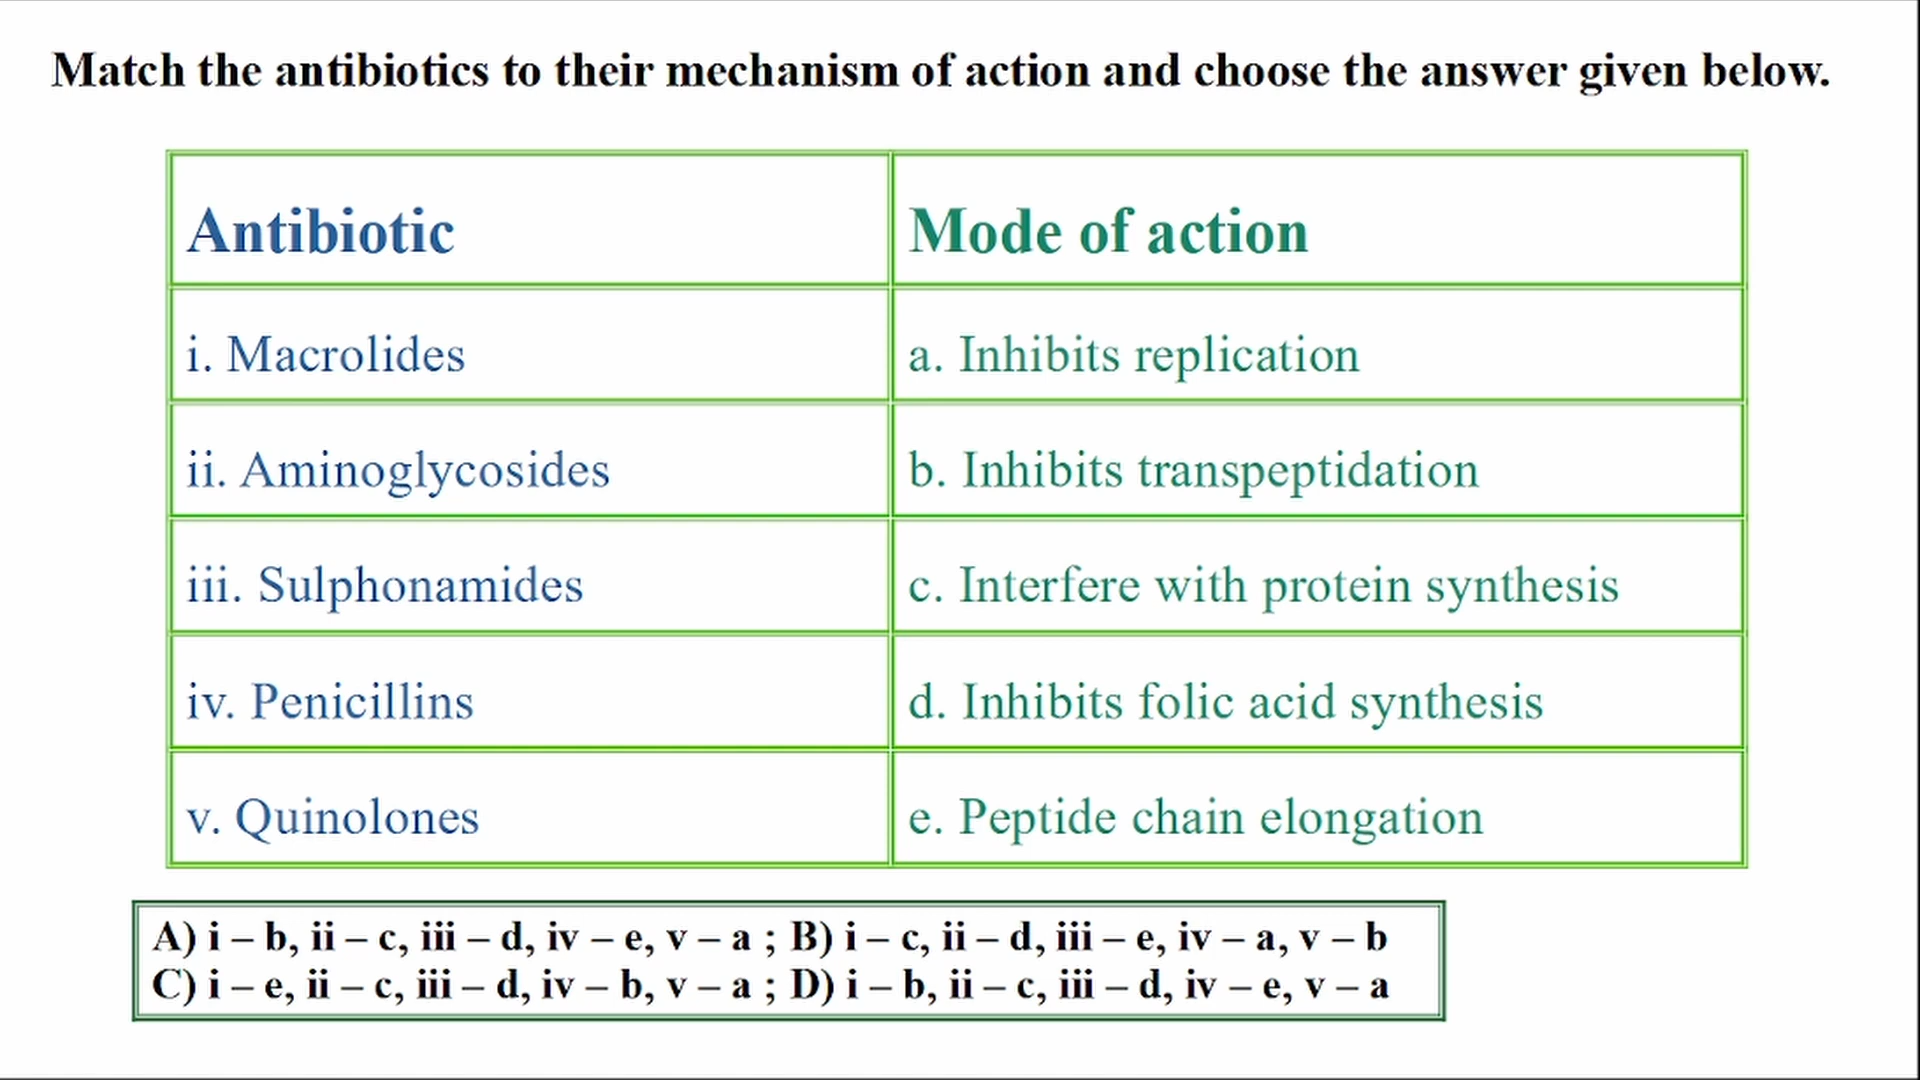 Match the antibiotics to their mechanism of action and choose the answer given below.
Antibiotic
Mode of action
i. Macrolides
a. Inhibits replication
ii. Aminoglycosides
b. Inhibits transpeptidation
iii. Sulphonamides
c. Interfere with protein synthesis
iv. Penicillins
d. Inhibits folic acid synthesis
v. Quinolones
e. Peptide chain elongation
A) i – b, ii – c, iii – d, iv – e, v – a ; B) i – c, ii – d, iii – e, iv – a, v – b
C) i – e, ii – c, iii – d, iv – b, v – a ; D) i – b, ii – c, iii – d, iv – e, v – a